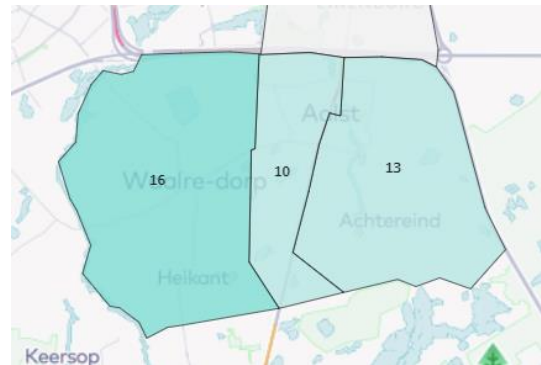 Aalst
Waalre-dorp
16
10
13
Achtereind
Heikant
Keersop